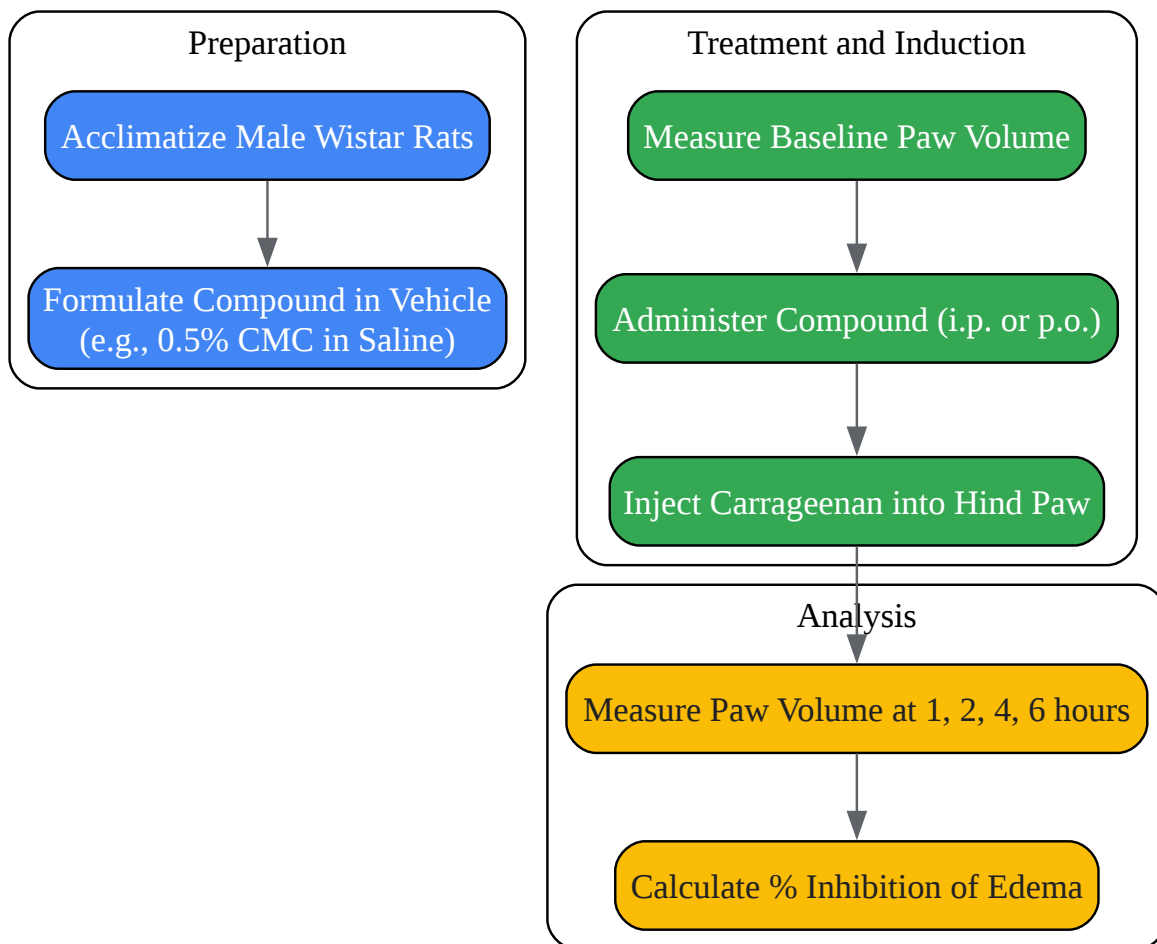 Preparation
Acclimatize Male Wistar Rats
Formulate Compound in Vehicle
(e.g., 0.5% CMC in Saline)
Treatment and Induction
Measure Baseline Paw Volume
Administer Compound (i.p. or p.o.)
Inject Carrageenan into Hind Paw
Analysis
Measure Paw Volume at 1, 2, 4, 6 hours
Calculate % Inhibition of Edema